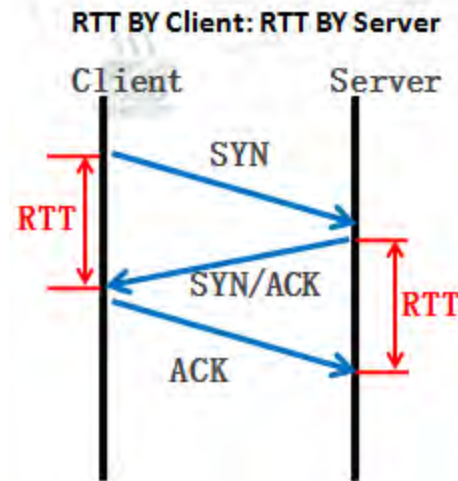 RTT BY Client: RTT BY Server
Client Server
SYN
RTT
SYN/ACK
RTT
ACK